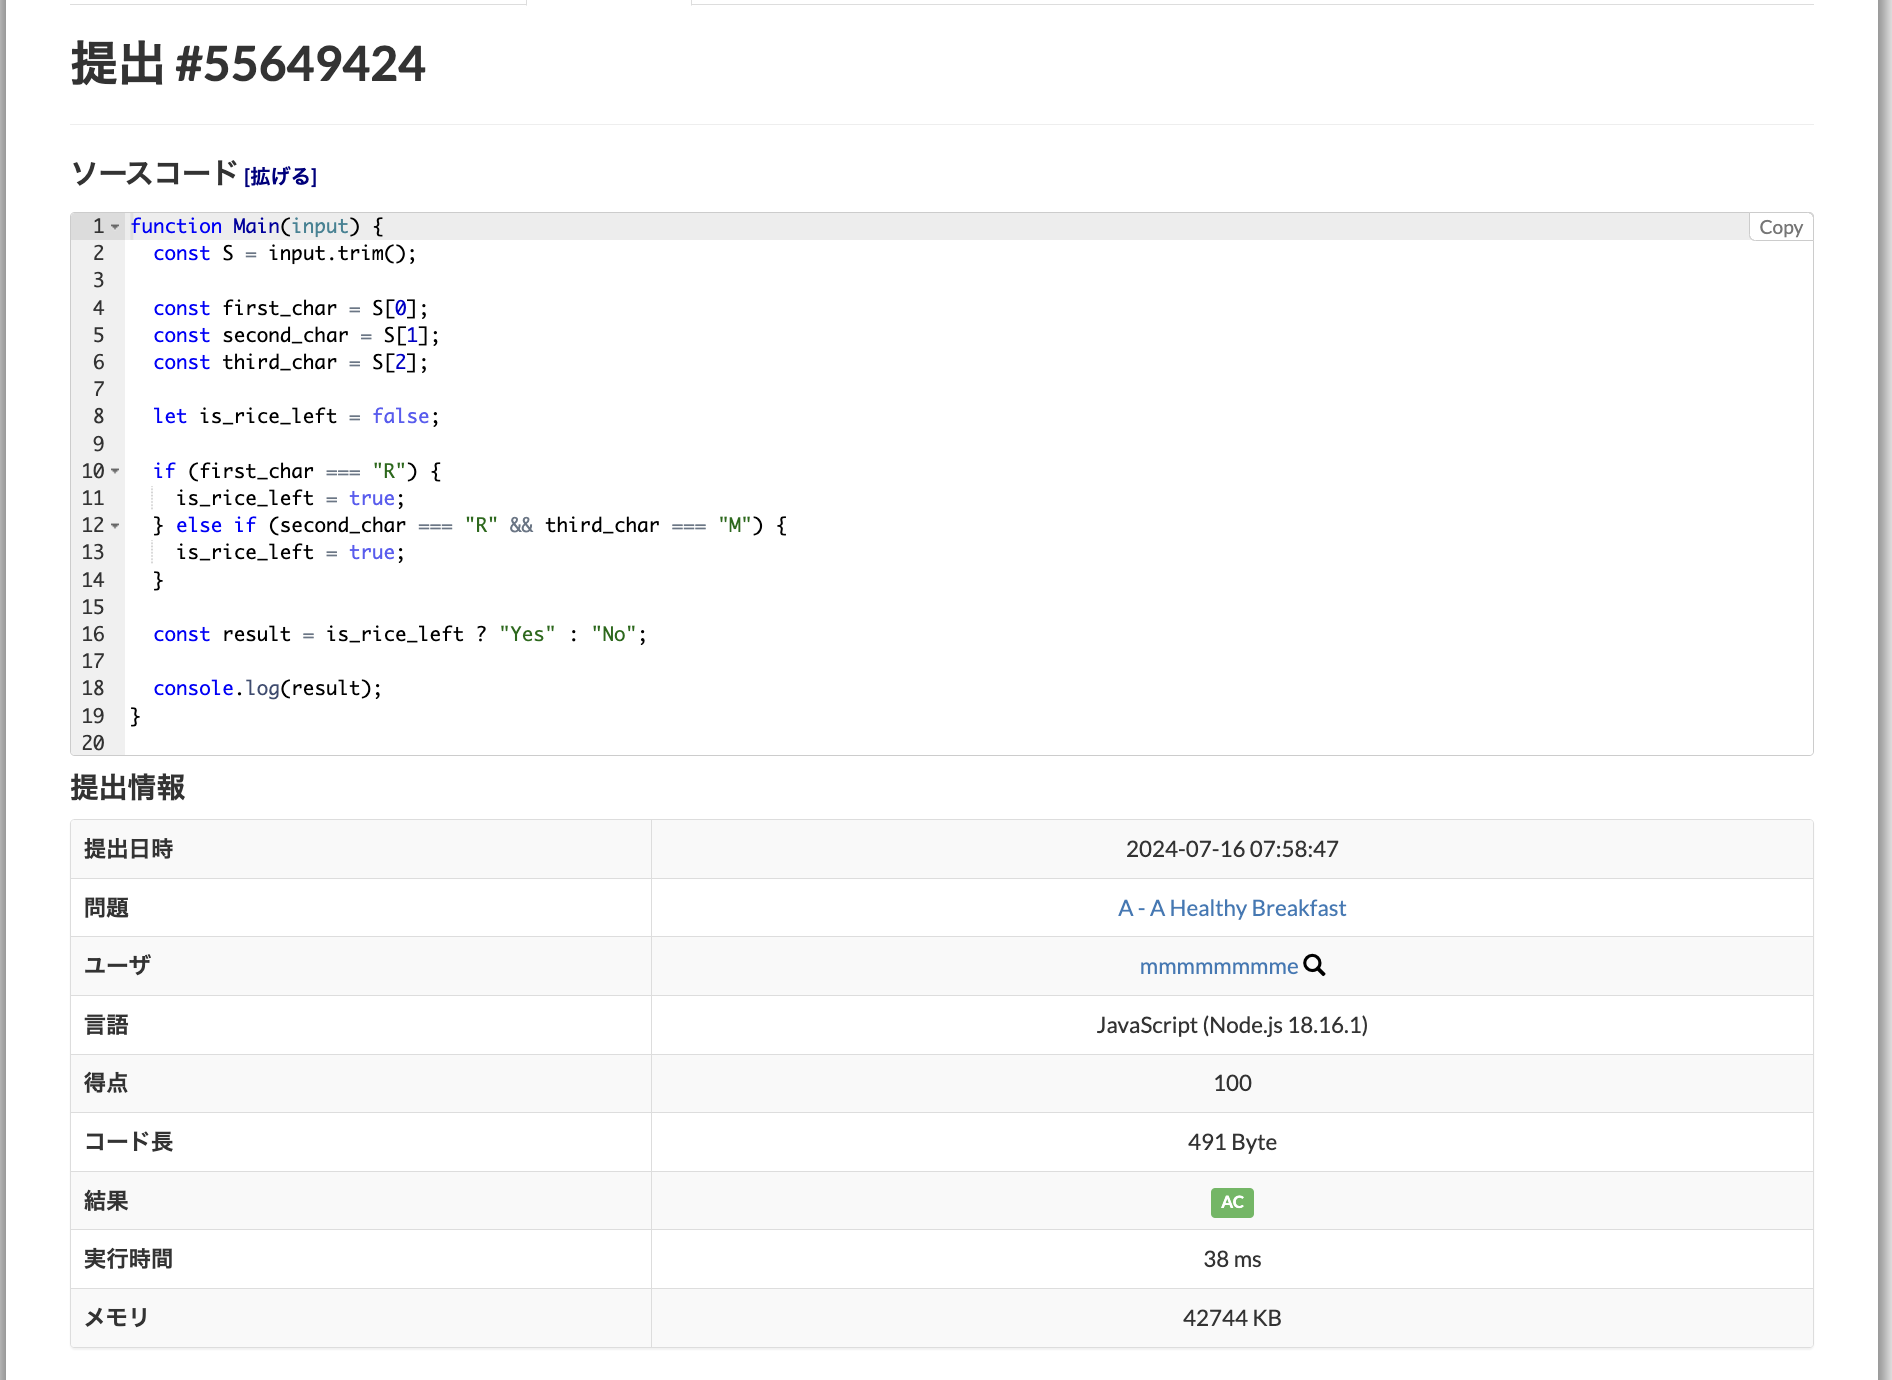 提出 #55649424
ソースコード [拡げる]
Copy
1 function Main(input) {
2   const S = input.trim();
3
4   const first_char = S[0];
5   const second_char = S[1];
6   const third_char = S[2];
7
8   let is_rice_left = false;
9
10   if (first_char === "R") {
11     is_rice_left = true;
12   } else if (second_char === "R" && third_char === "M") {
13     is_rice_left = true;
14   }
15
16   const result = is_rice_left ? "Yes" : "No";
17
18   console.log(result);
19 }
20
提出情報
提出日時 2024-07-16 07:58:47
問題 A - A Healthy Breakfast
ユーザ mmmmmmmme
言語 JavaScript (Node.js 18.16.1)
得点 100
コード長 491 Byte
結果 AC
実行時間 38 ms
メモリ 42744 KB